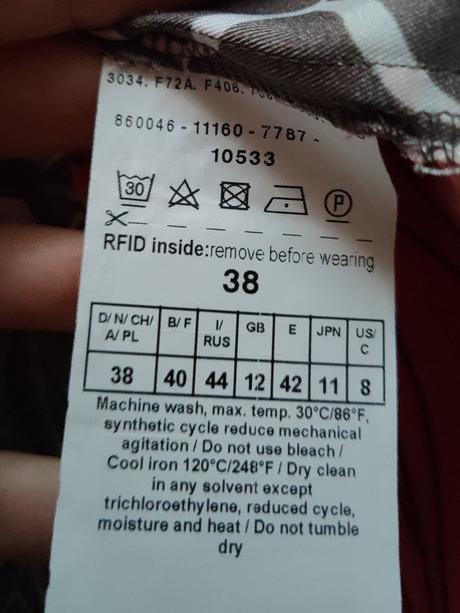 3034. F72A. F406.
860046 - 11160 - 7787 -
10533
30
P
RFID inside:remove before wearing
38
D/ N/ CH/ A/ PL B/ F I/ RUS GB E JPN US/ C
38 40 44 12 42 11 8
Machine wash, max. temp. 30°C/86°F,
synthetic cycle reduce mechanical
agitation / Do not use bleach /
Cool iron 120°C/248°F / Dry clean
in any solvent except
trichloroethylene, reduced cycle,
moisture and heat / Do not tumble
dry